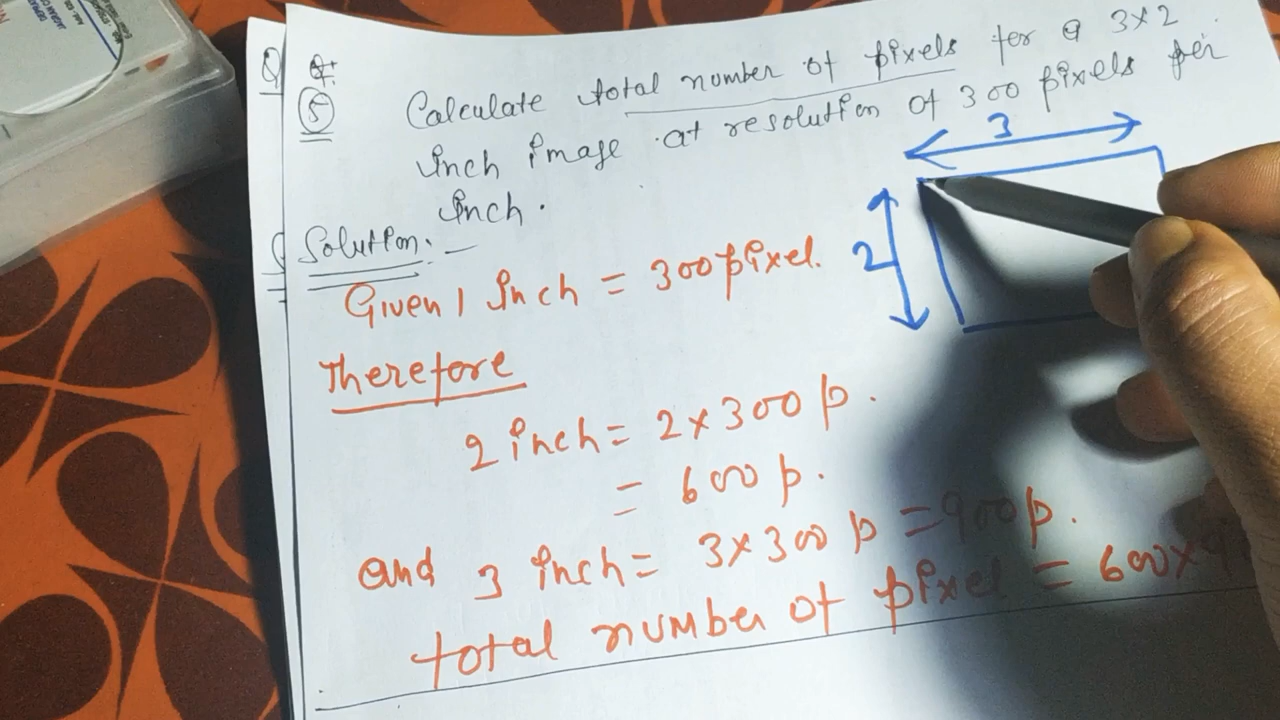 Q Q.
5 Calculate total number of pixels for a 3×2
inch image at resolution of 300 pixels per
inch.
3
2
Solution: –
Given 1 inch = 300 pixel.
Therefore
2 inch = 2×300 p.
= 600 p.
and 3 inch = 3×300 p = 900 p.
total number of pixel = 600×9